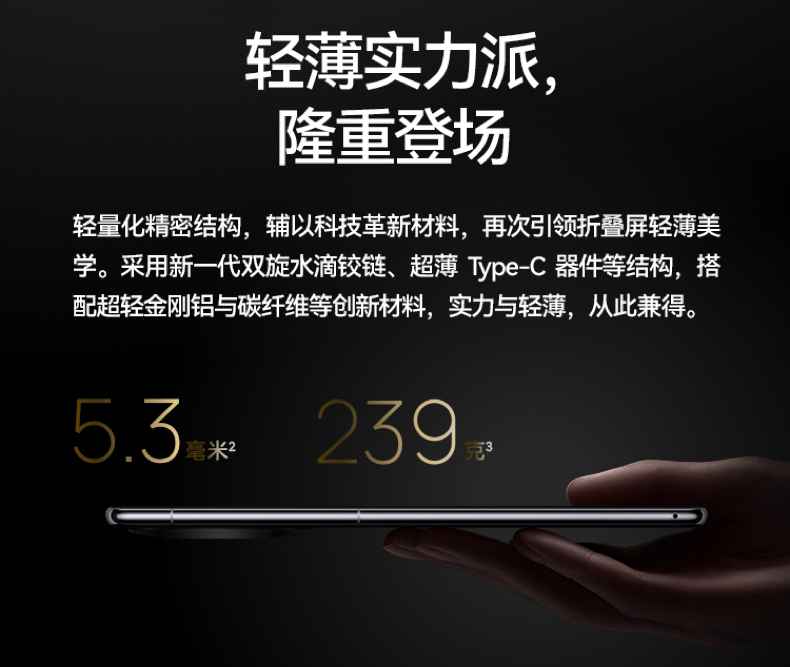 轻薄实力派，
隆重登场
轻量化精密结构，辅以科技革新材料，再次引领折叠屏轻薄美
学。采用新一代双旋水滴铰链、超薄 Type-C 器件等结构，搭
配超轻金刚铝与碳纤维等创新材料，实力与轻薄，从此兼得。
5.3毫米² 239克³